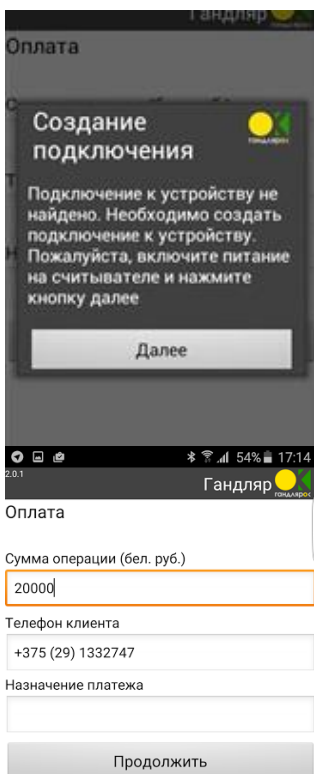 Гандляр
Оплата
Создание
подключения
гандлярок
Подключение к устройству не
найдено. Необходимо создать
подключение к устройству.
Пожалуйста, включите питание
на считывателе и нажмите
кнопку далее
Далее
54% 17:14
2.0.1
Гандляр
гандлярок
Оплата
Сумма операции (бел. руб.)
20000
Телефон клиента
+375 (29) 1332747
Назначение платежа
Продолжить